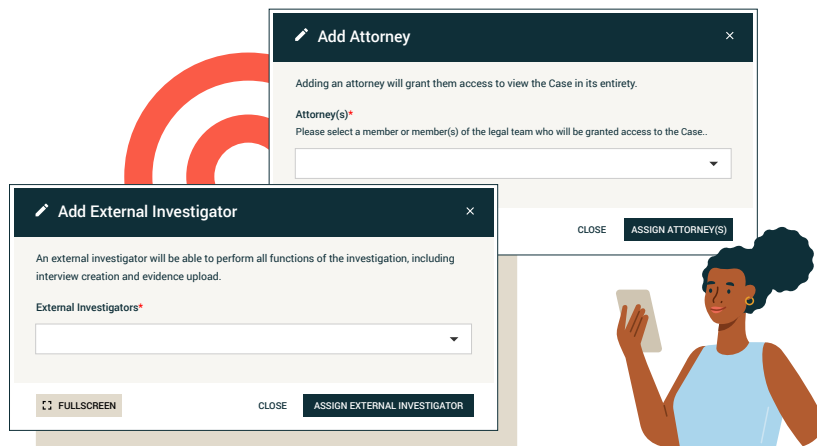 Add Attorney
Adding an attorney will grant them access to view the Case in its entirety.
Attorney(s)*
Please select a member or member(s) of the legal team who will be granted access to the Case..
CLOSE
ASSIGN ATTORNEY(S)
Add External Investigator
An external investigator will be able to perform all functions of the investigation, including
interview creation and evidence upload.
External Investigators*
FULLSCREEN
CLOSE
ASSIGN EXTERNAL INVESTIGATOR